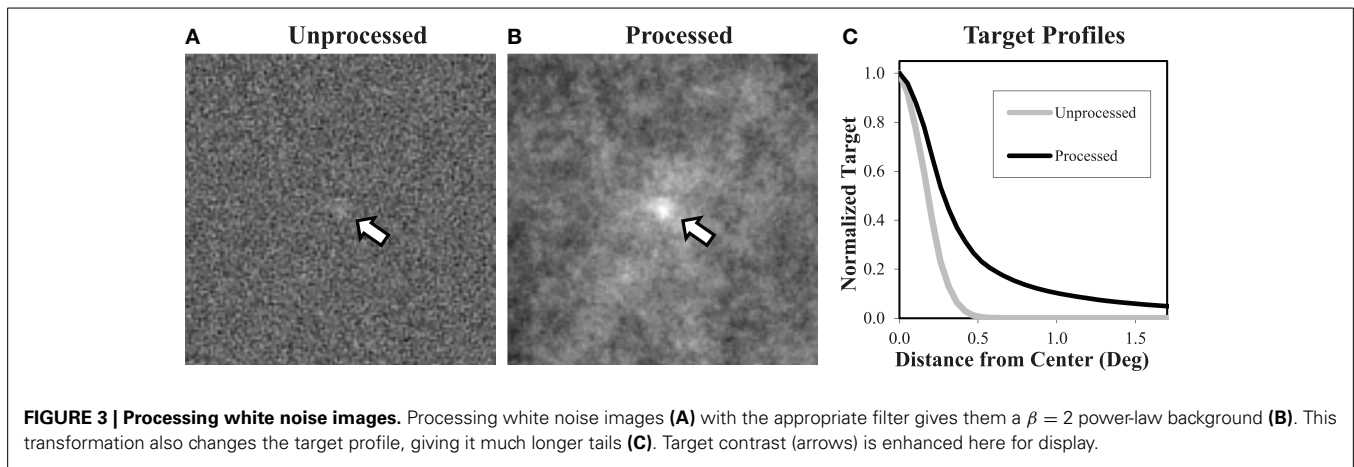 A Unprocessed
B Processed
C Target Profiles
Normalized Target
1.0
0.8
0.6
0.4
0.2
0.0
Unprocessed
Processed
0.0 0.5 1.0 1.5
Distance from Center (Deg)
FIGURE 3 | Processing white noise images. Processing white noise images (A) with the appropriate filter gives them a β = 2 power-law background (B). This
transformation also changes the target profile, giving it much longer tails (C). Target contrast (arrows) is enhanced here for display.